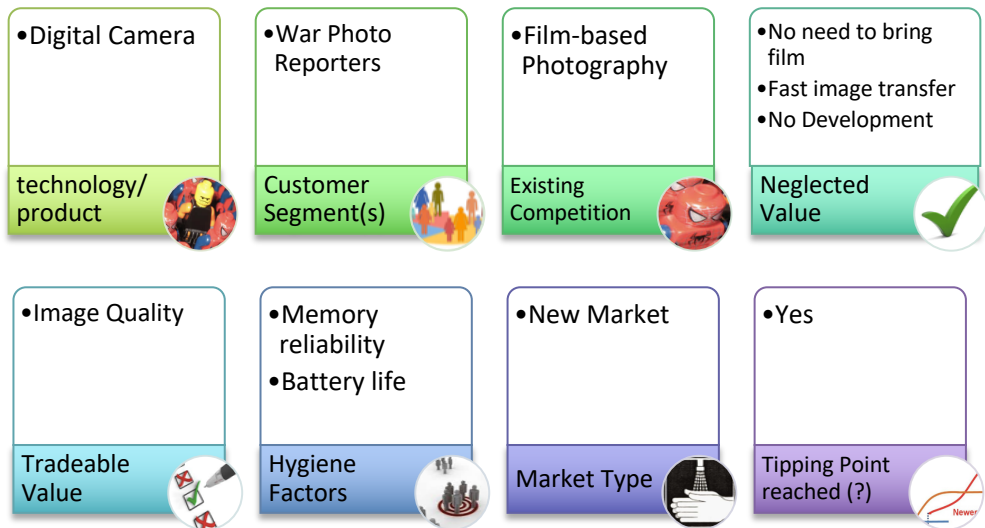 •Digital Camera
technology/
product
•War Photo
Reporters
Customer
Segment(s)
•Film-based
Photography
Existing
Competition
•No need to bring
film
•Fast image transfer
•No Development
Neglected
Value
•Image Quality
Tradeable
Value
•Memory
reliability
•Battery life
Hygiene
Factors
•New Market
Market Type
•Yes
Tipping Point
reached (?)
Newer